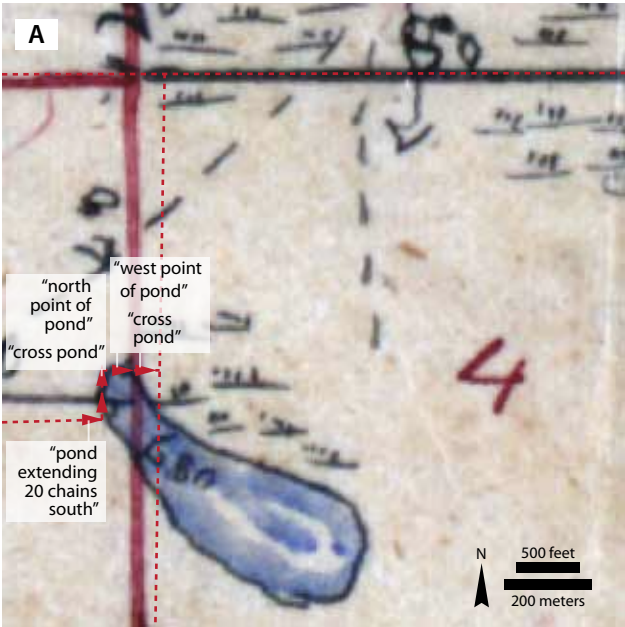 A
“north
point of
pond”
“cross pond”
“west point
of pond”
“cross
pond”
“pond
extending
20 chains
south”
4
N
500 feet
200 meters